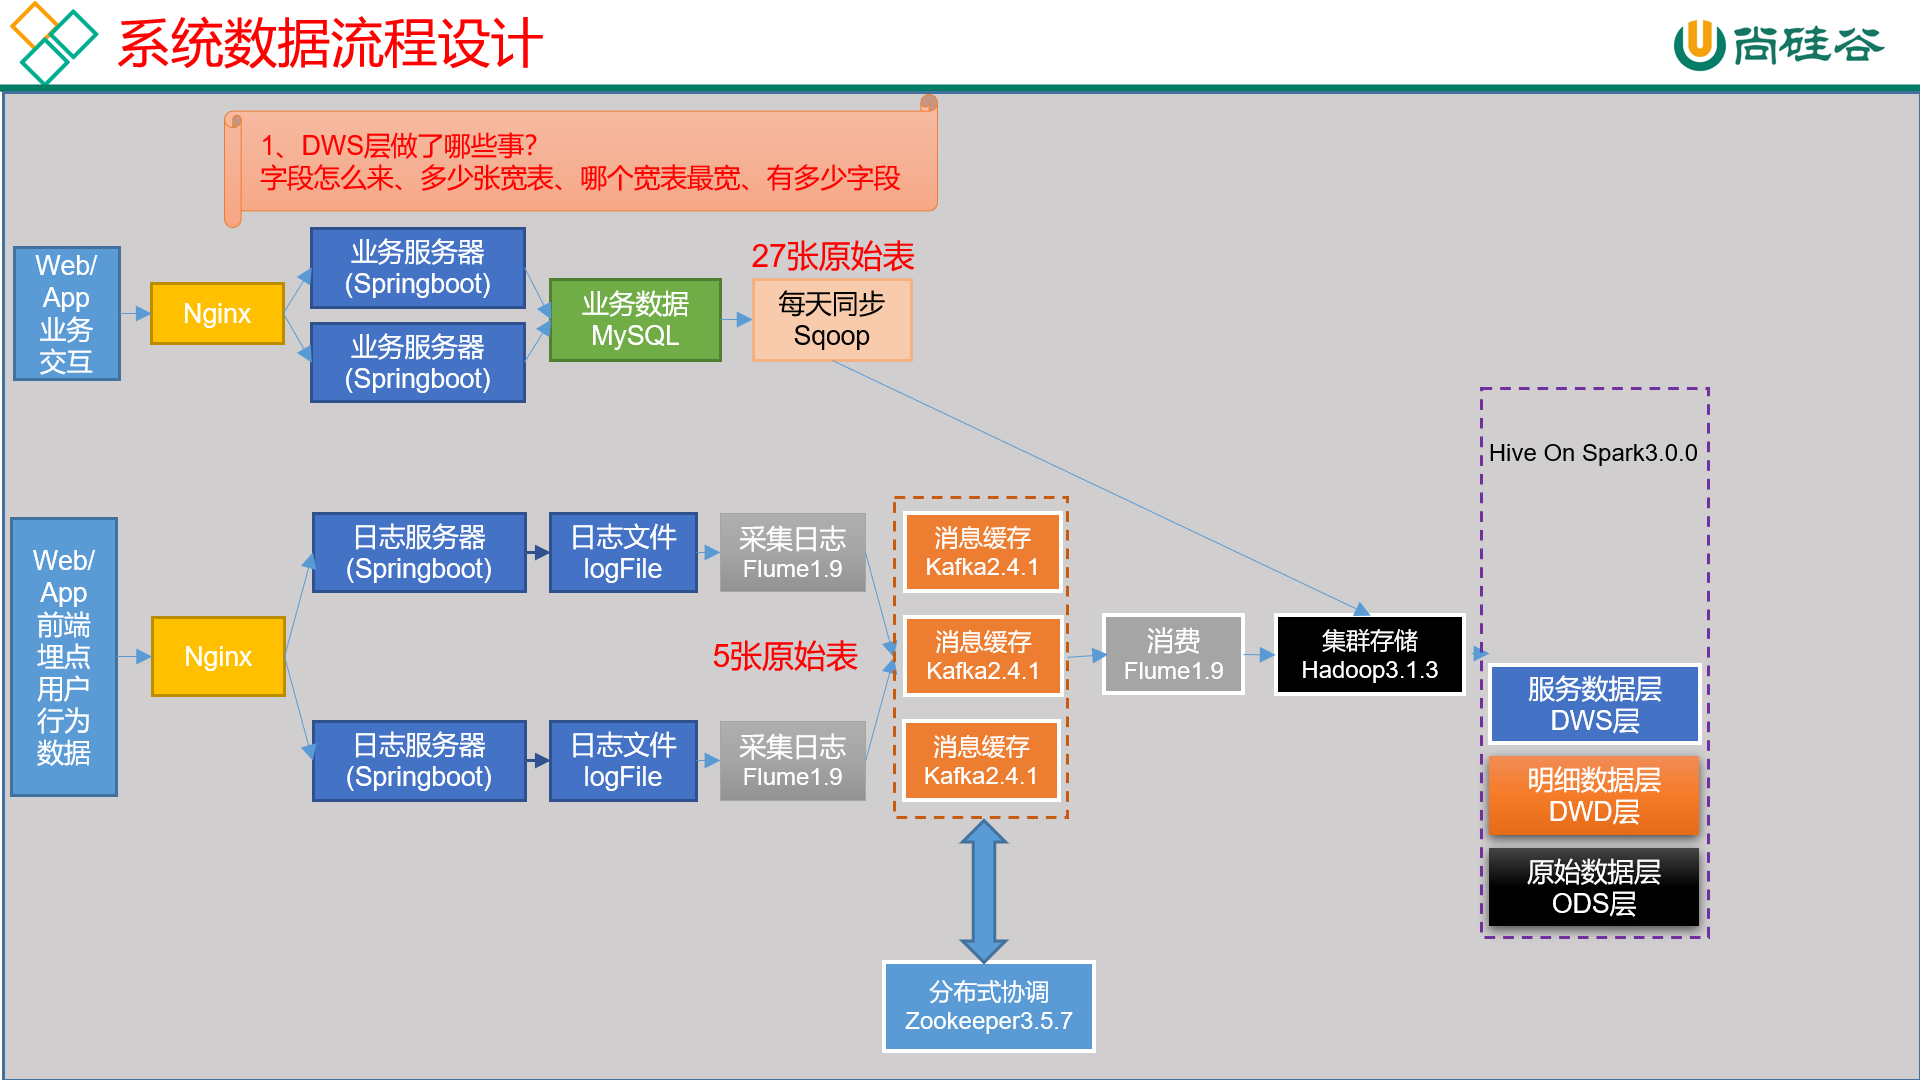 系统数据流程设计
尚硅谷
1、DWS层做了哪些事?
字段怎么来、多少张宽表、哪个宽表最宽、有多少字段
Web/
App
业务
交互
Nginx
业务服务器
(Springboot)
业务服务器
(Springboot)
业务数据
MySQL
27张原始表
每天同步
Sqoop
Hive On Spark3.0.0
Web/
App
前端
埋点
用户
行为
数据
Nginx
日志服务器
(Springboot)
日志文件
logFile
采集日志
Flume1.9
消息缓存
Kafka2.4.1
5张原始表
消息缓存
Kafka2.4.1
消费
Flume1.9
集群存储
Hadoop3.1.3
日志服务器
(Springboot)
日志文件
logFile
采集日志
Flume1.9
消息缓存
Kafka2.4.1
服务数据层
DWS层
明细数据层
DWD层
原始数据层
ODS层
分布式协调
Zookeeper3.5.7